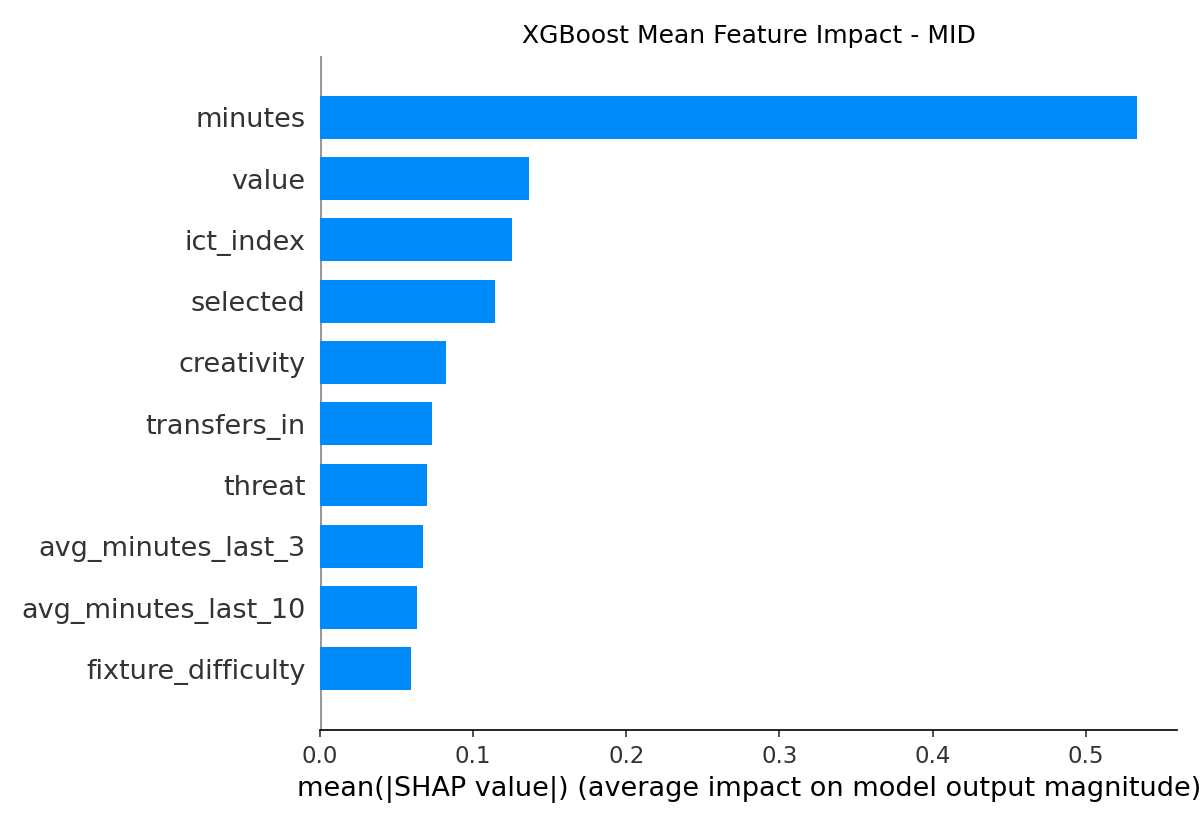 XGBoost Mean Feature Impact - MID
minutes
value
ict_index
selected
creativity
transfers_in
threat
avg_minutes_last_3
avg_minutes_last_10
fixture_difficulty
0.0 0.1 0.2 0.3 0.4 0.5
mean(|SHAP value|) (average impact on model output magnitude)